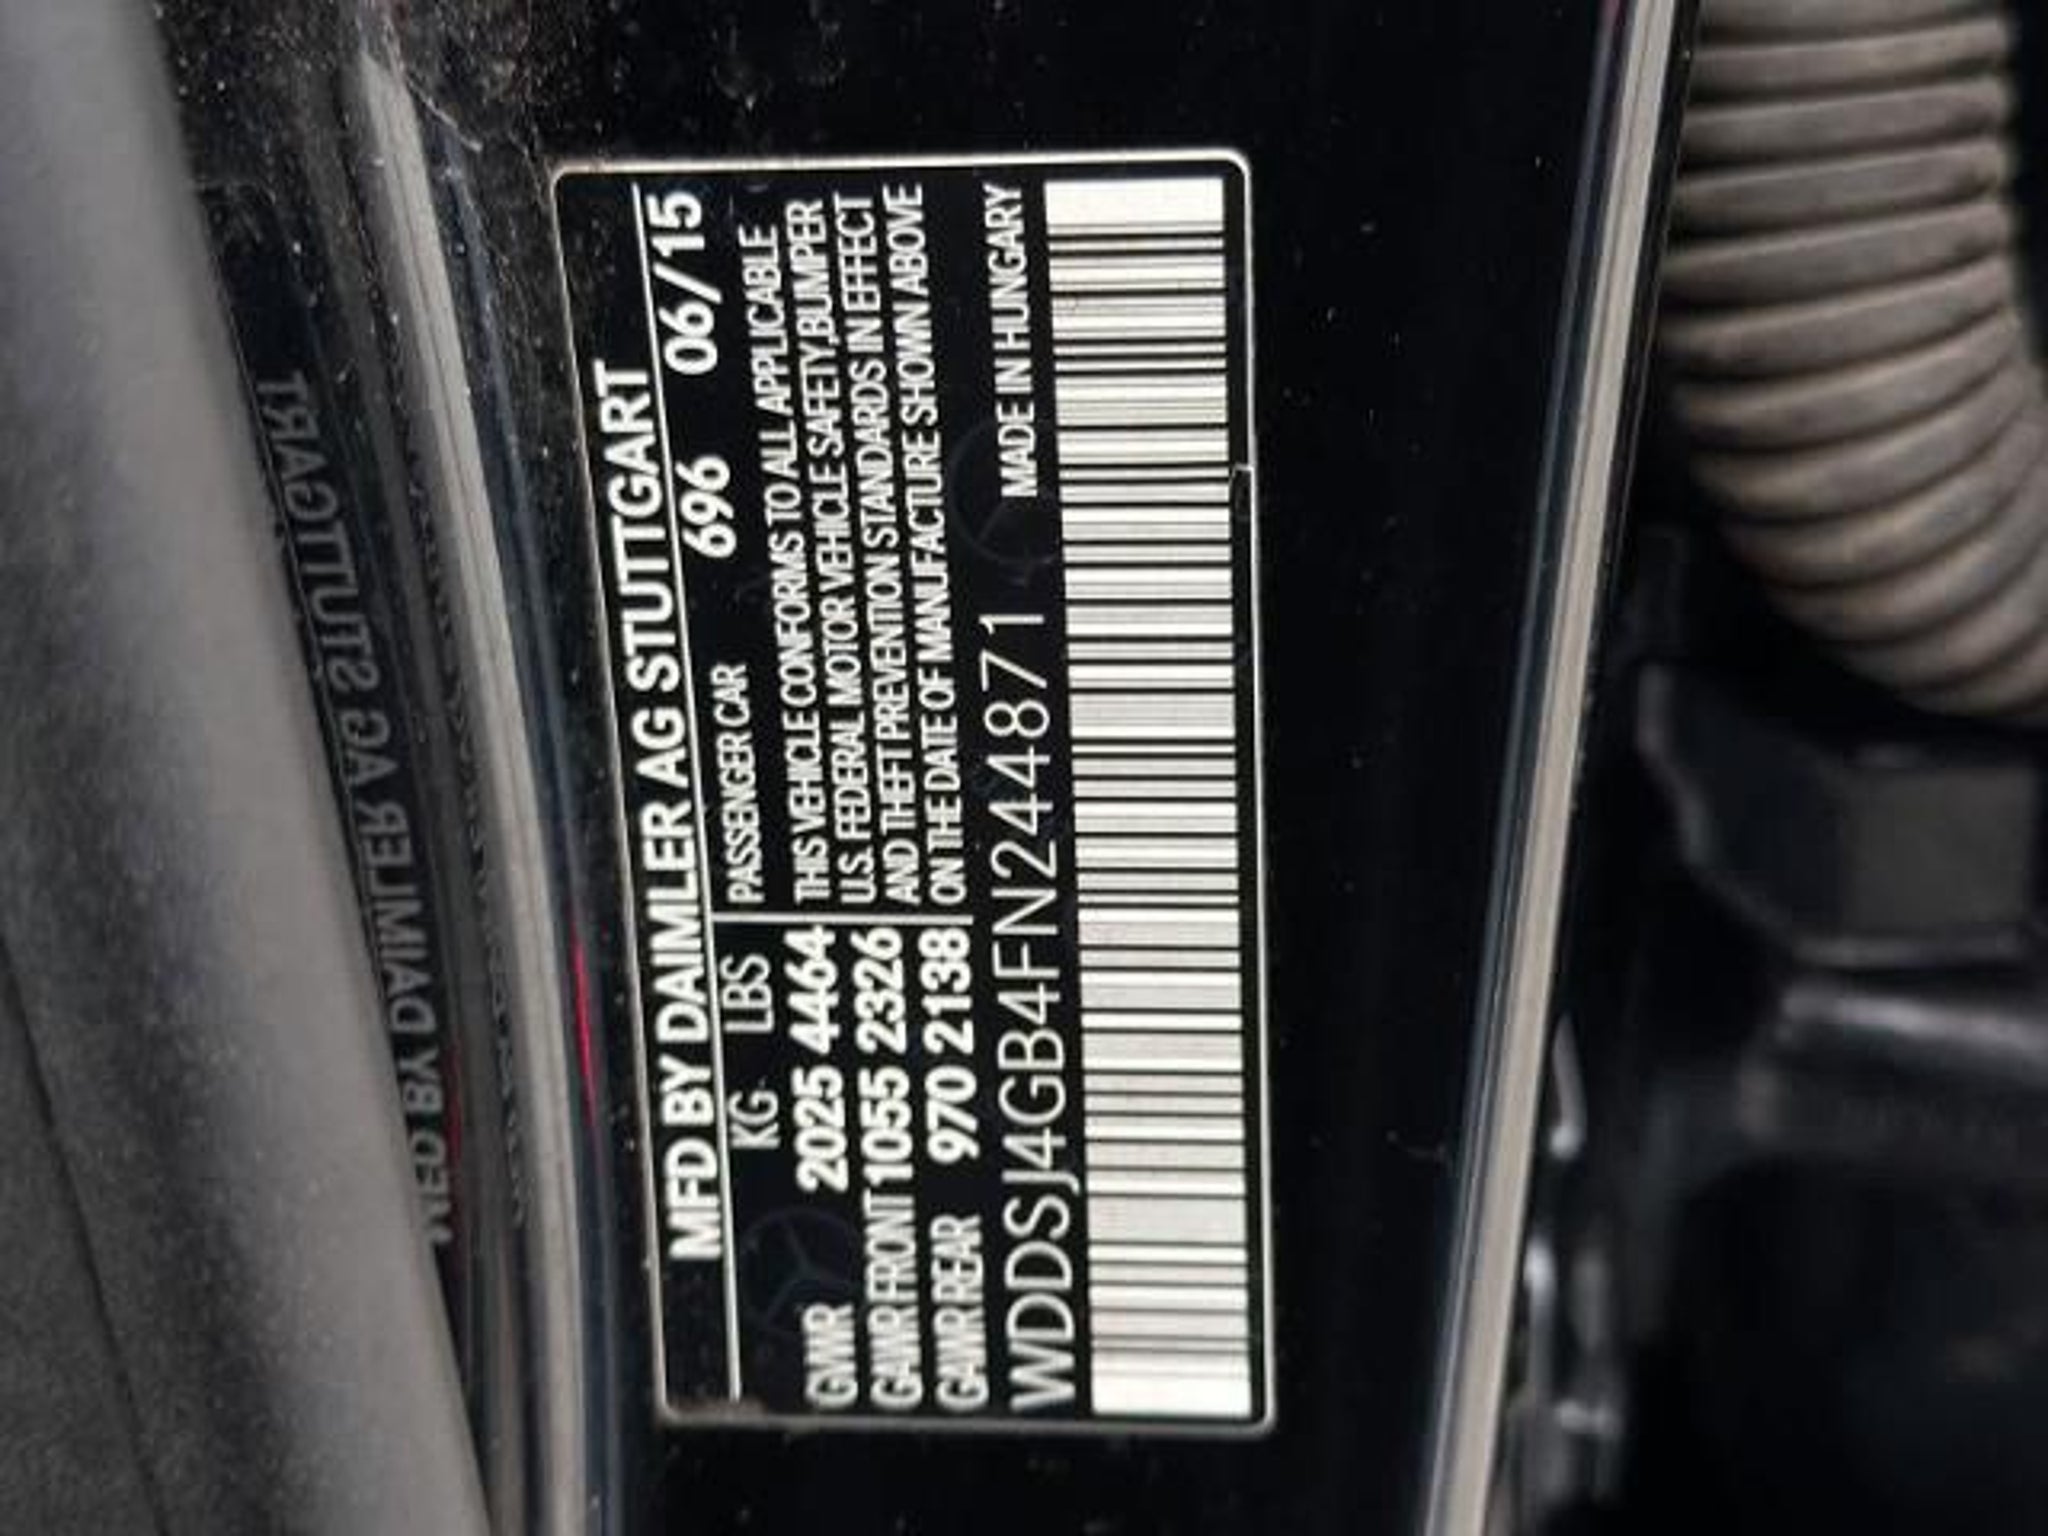 MFD BY DAIMLER AG STUTTGART
KG LBS PASSENGER CAR 696 06/15
GVWR 2025 4464 THIS VEHICLE CONFORMS TO ALL APPLICABLE
U.S. FEDERAL MOTOR VEHICLE SAFETY,BUMPER
GAWR FRONT 1055 2326 AND THEFT PREVENTION STANDARDS IN EFFECT
GAWR REAR 970 2138 ON THE DATE OF MANUFACTURE SHOWN ABOVE
WDDSJ4GB4FN244871 MADE IN HUNGARY